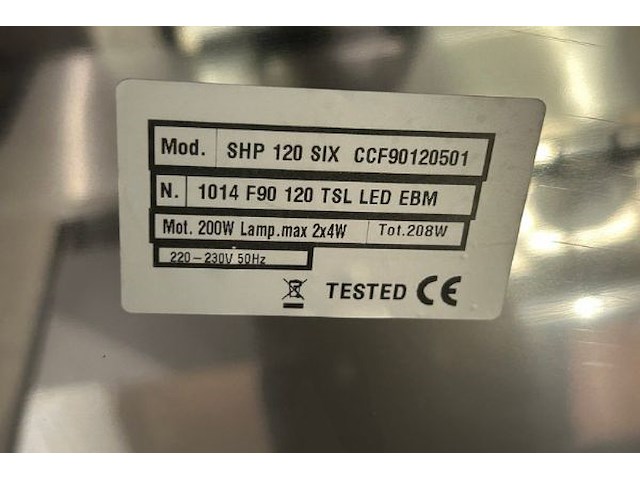 Mod. SHP 120 SIX CCF90120501
N. 1014 F90 120 TSL LED EBM
Mot. 200W Lamp.max 2x4W Tot.208W
220-230V 50Hz
TESTED CE